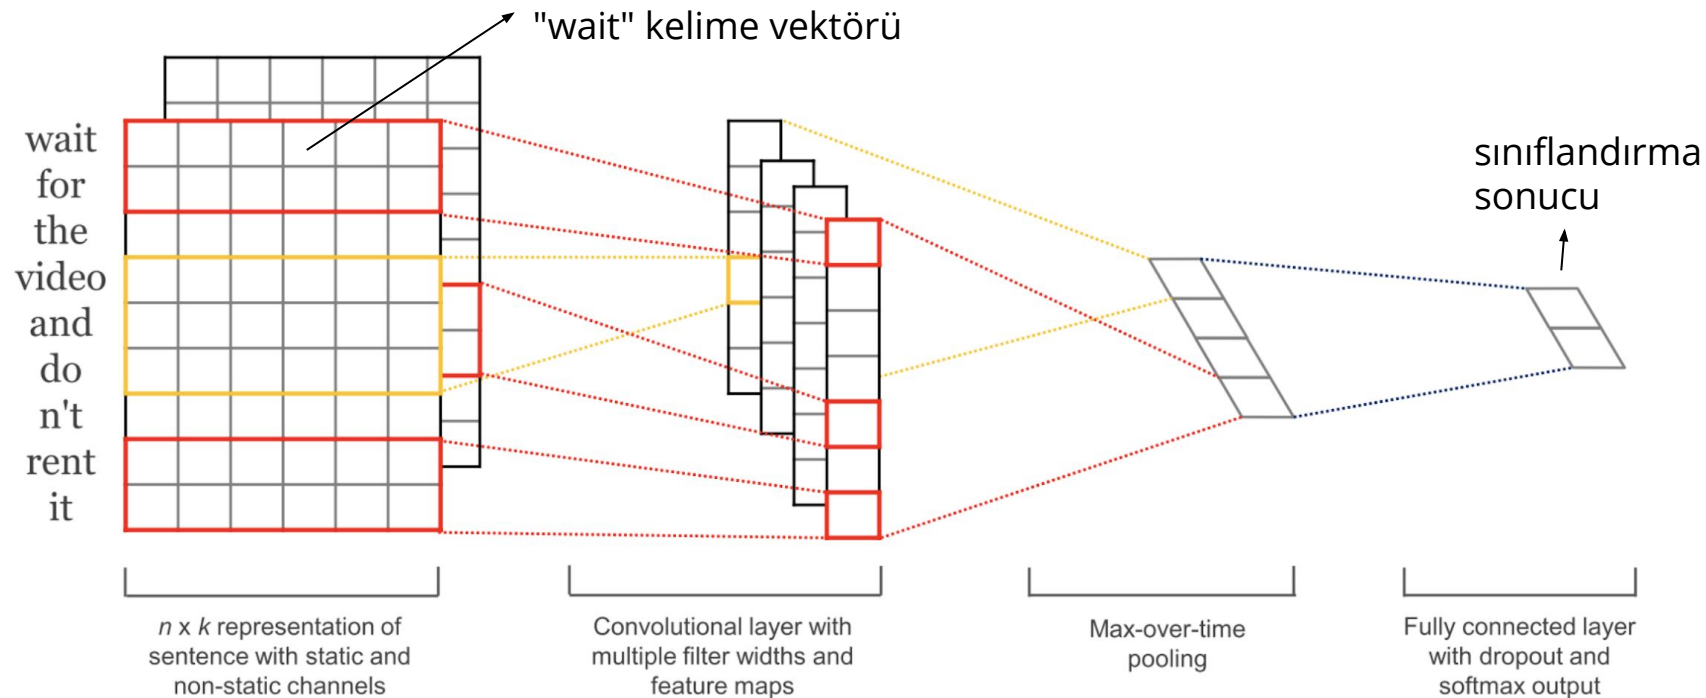 "wait" kelime vektörü
wait
for
the
video
and
do
n't
rent
it
sınıflandırma
sonucu
n x k representation of
sentence with static and
non-static channels
Convolutional layer with
multiple filter widths and
feature maps
Max-over-time
pooling
Fully connected layer
with dropout and
softmax output